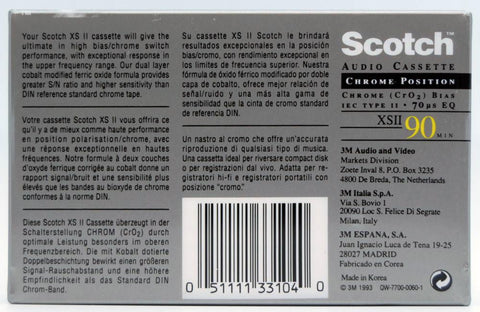 Your Scotch XS II cassette will give the
ultimate in high bias/chrome switch
performance, with exceptional response in
the upper frequency range. Our dual layer
cobalt modified ferric oxide formula provides
greater S/N ratio and higher sensitivity than
DIN reference standard chrome tape.
Votre cassette Scotch XS II vous offrira ce
qu'il y a de mieux comme haute performance
en position polarisation/chrome, avec
une réponse exceptionnelle en hautes
fréquences. Notre formule à deux couches
d'oxyde ferrique corrigée au cobalt donne un
rapport signal/bruit et une sensibilité plus
élevés que les bandes au bioxyde de chrome
conformes à la norme DIN.
Diese Scotch XS II Cassette überzeugt in der
Schalterstellung CHROM (CrO2) durch
optimale Leistung besonders im oberen
Frequenzbereich. Die mit Kobalt dotierte
Doppelbeschichtung bewirkt einen größeren
Signal-Rauschabstand und eine höhere
Empfindlichkeit als das Standard DIN
Chrom-Band.
Su cassette XS II Scotch le brindará
resultados excepcionales en la posición
bias/cromo, con rendimiento excepcional en
los límites de frecuencia superior. Nuestra
fórmula de óxido férrico modificado por doble
capa de cobalto, ofrece mejor relación de
señal/ruido y una más alta gama de
sensibilidad que la cinta de cromo standard
de referencia DIN.
Un nastro al cromo che offre un'accurata
riproduzione di qualsiasi tipo di musica.
Una cassetta ideal per riversare compact disk
o per registrazioni dal vivo. Adatta per re-
gistratori hi-fi e registratori portatili con
posizione "cromo".
0 51111 33104 0
Scotch™
AUDIO CASSETTE
CHROME POSITION
CHROME (CrO2) BIAS
IEC TYPE II • 70µs EQ
XSII 90 MIN
3M Audio and Video
Markets Division
Zoete Inval 8, P.O. Box 3235
4800 De Breda, The Netherlands
3M Italia S.p.A.
Via S. Bovio 1
20090 Loc S. Felice Di Segrate
Milan, Italy
3M ESPANA, S.A.
Juan Ignacio Luca de Tena 19-25
28027 MADRID
Fabricado en Corea
Made in Korea
© 3M 1993 OW-7700-0060-1